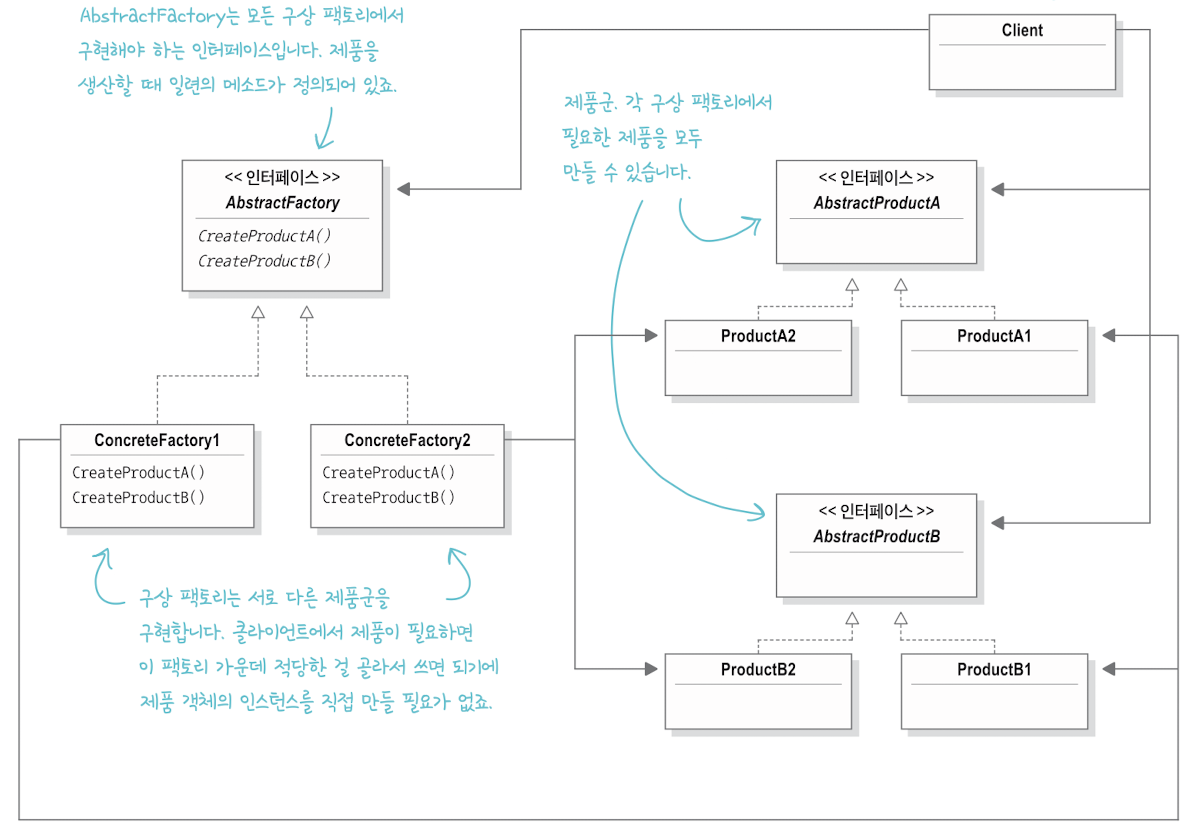 AbstractFactory는 모든 구상 팩토리에서
구현해야 하는 인터페이스입니다. 제품을
생산할 때 일련의 메소드가 정의되어 있죠.
Client
제품군. 각 구상 팩토리에서
필요한 제품을 모두
만들 수 있습니다.
<< 인터페이스 >>
AbstractFactory
CreateProductA()
CreateProductB()
<< 인터페이스 >>
AbstractProductA
ProductA2
ProductA1
ConcreteFactory1
CreateProductA()
CreateProductB()
ConcreteFactory2
CreateProductA()
CreateProductB()
<< 인터페이스 >>
AbstractProductB
구상 팩토리는 서로 다른 제품군을
구현합니다. 클라이언트에서 제품이 필요하면
이 팩토리 가운데 적당한 걸 골라서 쓰면 되기에
제품 객체의 인스턴스를 직접 만들 필요가 없죠.
ProductB2
ProductB1